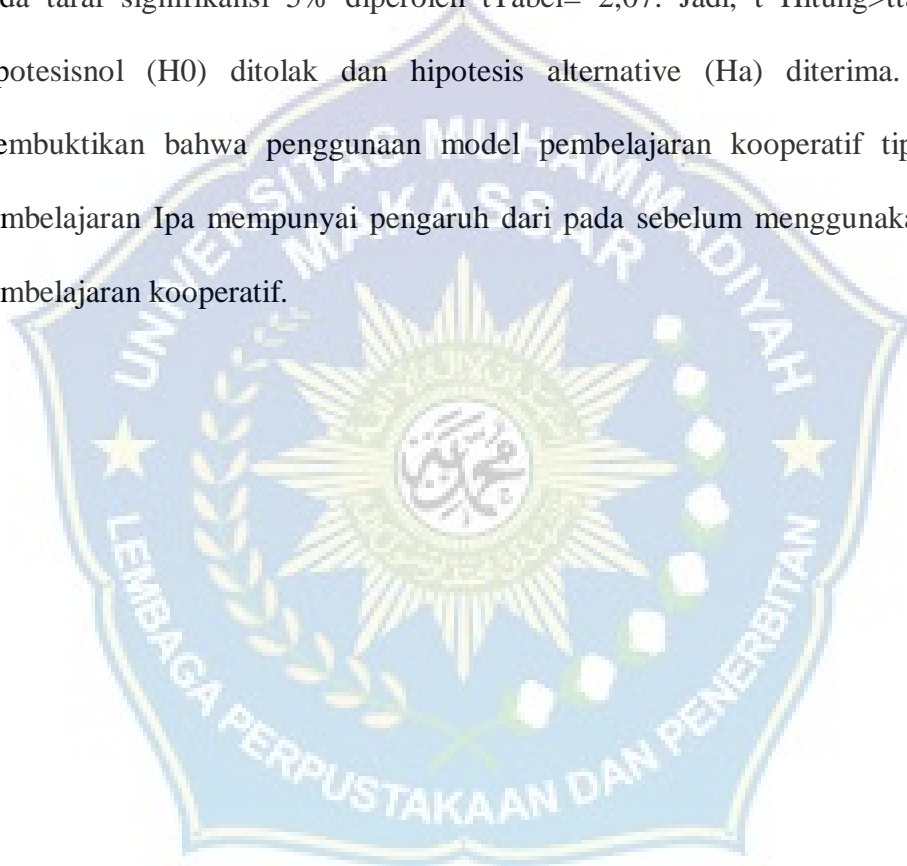 signifikansi 5% diperoleh tTabel= 2,07. Jadi, t Hitung>tta
potesisnol (H0) ditolak dan hipotesis alternative (Ha) diterima.
embuktikan bahwa penggunaan model pembelajaran kooperatif tip
mbelajaran Ipa mempunyai pengaruh dari pada sebelum menggunaka
mbelajaran kooperatif.
UNIVERSITAS MUHAMMADIYAH
MAKASSAR
LEMBAGA PERPUSTAKAAN DAN PENERBITAN